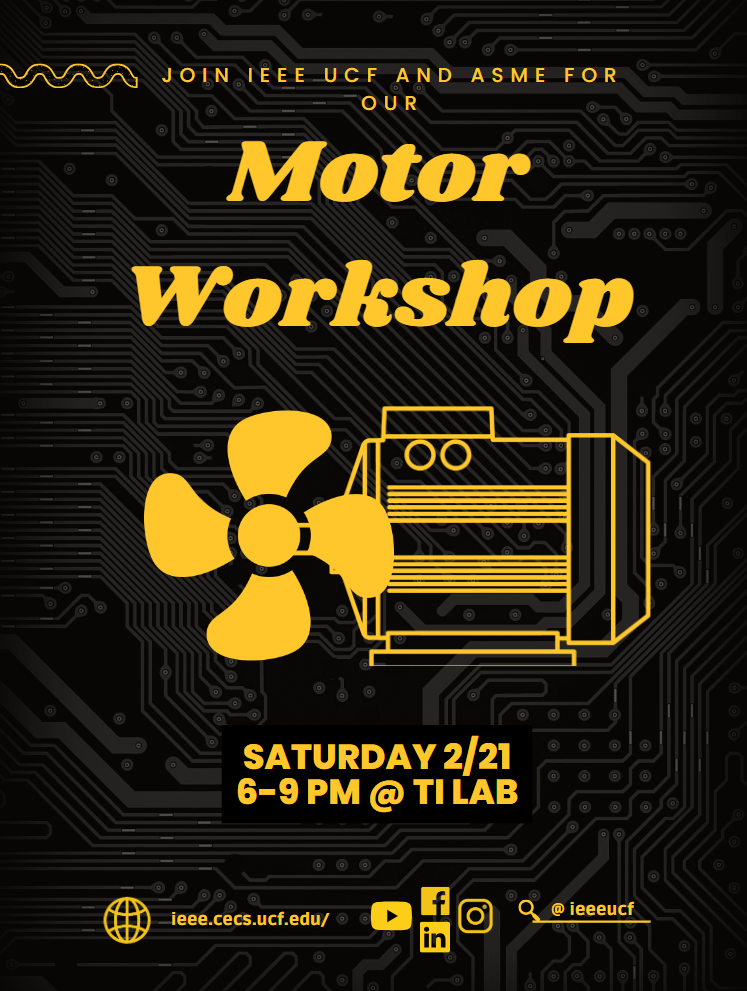 JOIN IEEE UCF AND ASME FOR
OUR
Motor
Workshop
SATURDAY 2/21
6-9 PM @ TI LAB
ieee.cecs.ucf.edu/
in
@ ieeeucf